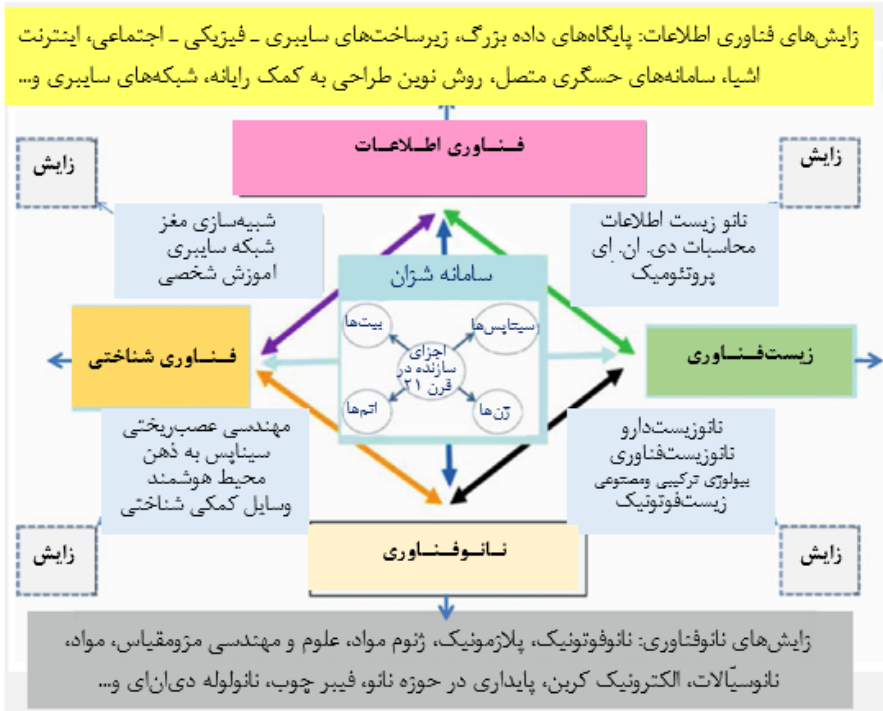 زایش‌های فناوری اطلاعات: پایگاه‌های داده بزرگ، زیرساخت‌های سایبری ـ فیزیکی ـ اجتماعی، اینترنت
اشیا، سامانه‌های حسگری متصل، روش نوین طراحی به کمک رایانه، شبکه‌های سایبری و...
زایش
فـنـاوری اطـلاعـات
زایش
نانو زیست اطلاعات
محاسبات دی. ان. ای
پروتئومیک
شبیه‌سازی مغز
شبکه سایبری
اموزش شخصی
سامانه شزان
سیناپس‌ها
بیت‌ها
اجزای
سازنده در
قرن ۲۱
ژن‌ها
اتم‌ها
زیست‌فـنـاوری
فـنـاوری شناختی
نانوزیست‌دارو
نانوزیست‌فناوری
بیولوژی ترکیبی ومصنوعی
زیست‌فوتونیک
مهندسی عصب‌ریختی
سیناپس به ذهن
محیط هوشمند
وسایل کمکی شناختی
زایش
نـانـوفـنـاوری
زایش
زایش‌های نانوفناوری: نانوفوتونیک، پلازمونیک، ژنوم مواد، علوم و مهندسی مزومقیاس، مواد،
نانوسیّالات، الکترونیک کربن، پایداری در حوزه نانو، فیبر چوب، نانولوله دی‌ان‌ای و...